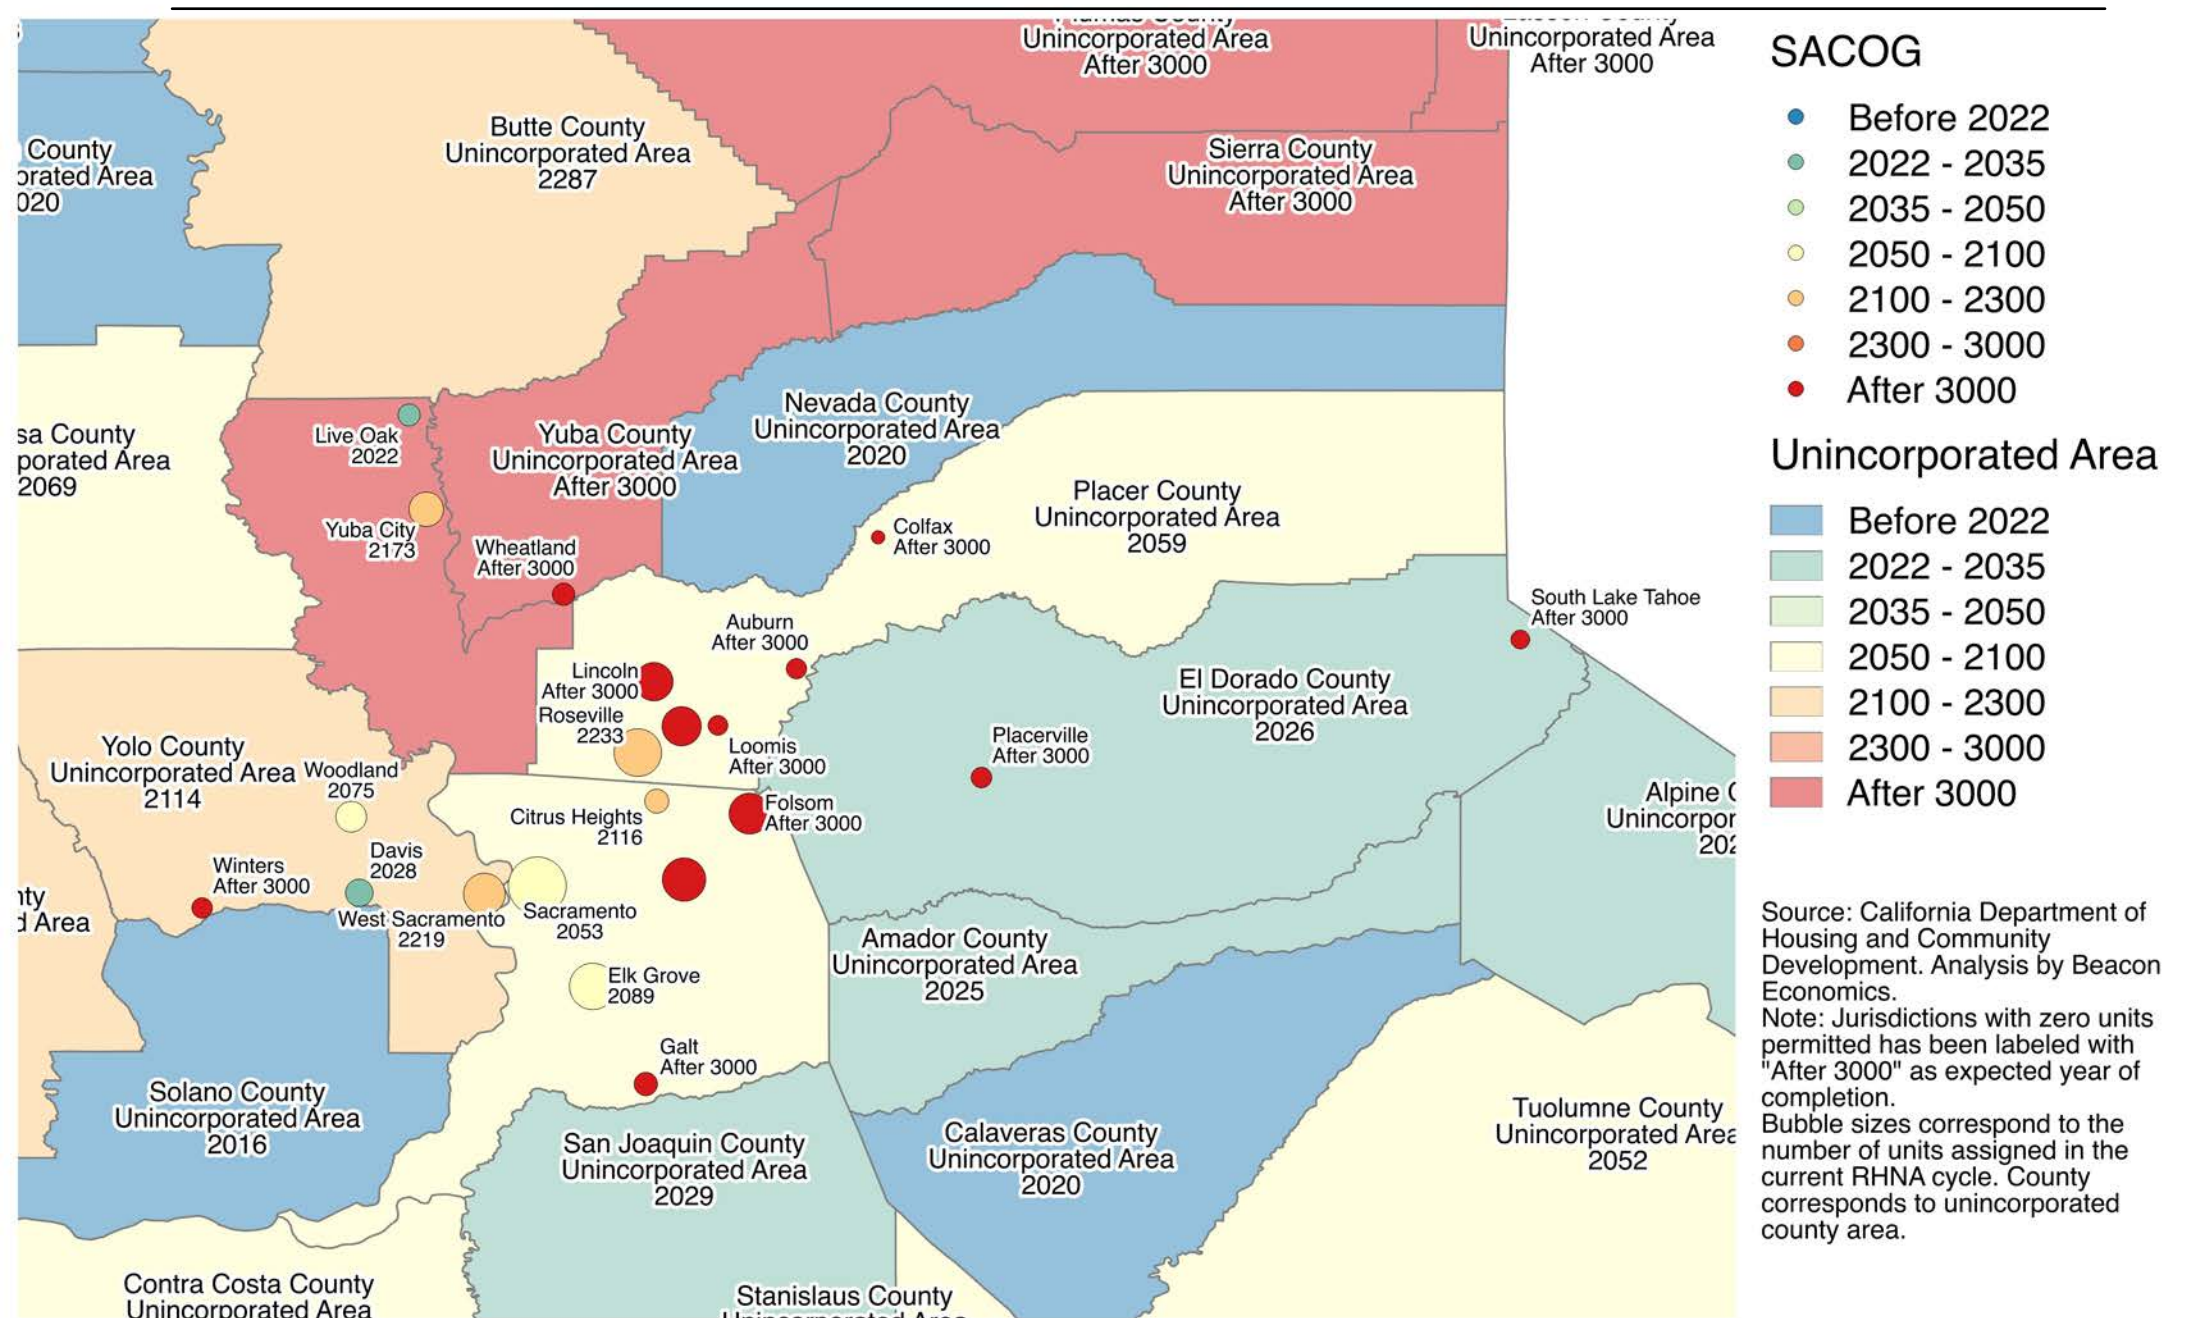 Unincorporated Area
After 3000
Unincorporated Area
After 3000
Butte County
Unincorporated Area
2287
County
Area
Sierra County
Unincorporated Area
After 3000
Live Oak
2022
Yuba County
Unincorporated Area
After 3000
Nevada County
Unincorporated Area
2020
County
Area
2069
Placer County
Unincorporated Area
2059
Yuba City
2173
Wheatland
After 3000
Colfax
After 3000
Auburn
After 3000
South Lake Tahoe
After 3000
Lincoln
After 3000
Roseville
2233
Loomis
After 3000
El Dorado County
Unincorporated Area
2026
Placerville
After 3000
Yolo County
Unincorporated Area
2114
Woodland
2075
Citrus Heights
2116
Folsom
After 3000
Alpine
Davis
2028
Winters
After 3000
Area
West Sacramento
2219
Sacramento
2053
Amador County
Unincorporated Area
2025
Elk Grove
2089
Galt
After 3000
Solano County
Unincorporated Area
2016
San Joaquin County
Unincorporated Area
2029
Calaveras County
Unincorporated Area
2020
Tuolumne County
Unincorporated Area
2052
Contra Costa County
Unincorporated Area
Stanislaus County
SACOG
Before 2022
2022 - 2035
2035 - 2050
2050 - 2100
2100 - 2300
2300 - 3000
After 3000
Unincorporated Area
Before 2022
2022 - 2035
2035 - 2050
2050 - 2100
2100 - 2300
2300 - 3000
After 3000
Source: California Department of
Housing and Community
Development. Analysis by Beacon
Economics.
Note: Jurisdictions with zero units
permitted has been labeled with
"After 3000" as expected year of
completion.
Bubble sizes correspond to the
number of units assigned in the
current RHNA cycle. County
corresponds to unincorporated
county area.